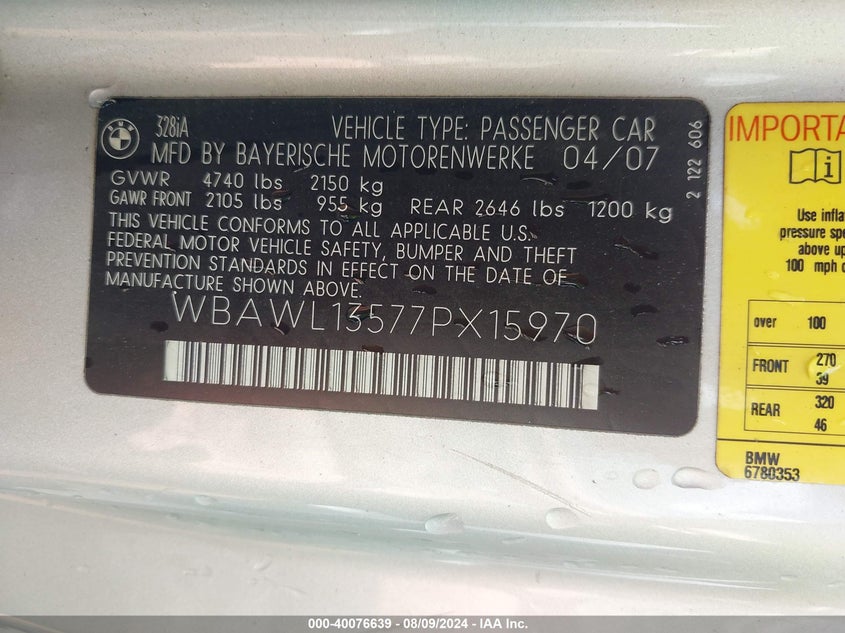 BMW
328iA
VEHICLE TYPE: PASSENGER CAR
MFD BY BAYERISCHE MOTORENWERKE 04/07
GVWR 4740 lbs 2150 kg
GAWR FRONT 2105 lbs 955 kg REAR 2646 lbs 1200 kg
THIS VEHICLE CONFORMS TO ALL APPLICABLE U.S.
FEDERAL MOTOR VEHICLE SAFETY, BUMPER AND THEFT
PREVENTION STANDARDS IN EFFECT ON THE DATE OF
MANUFACTURE SHOWN ABOVE:
WBAWL13577PX15970
2 122 606
IMPORTA
i
Use infla
pressure spe
above up
100 mph
over 100
FRONT 270
39
REAR 320
46
BMW
6780353
000-40076639 - 08/09/2024 - IAA Inc.